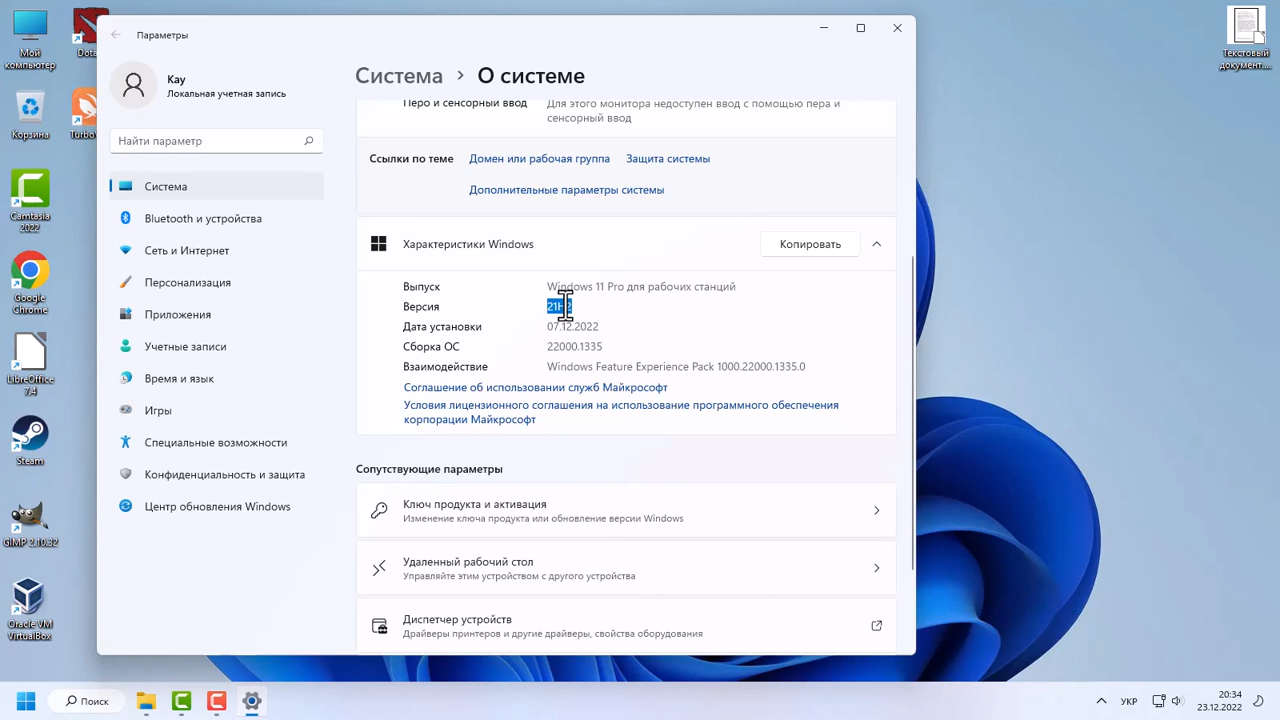 Мой
компьютер
Корзина
Camtasia
2022
Google
Chrome
LibreOffice
7.4
Steam
GIMP 2.10.32
Oracle VM
VirtualBox
Параметры
Kay
Локальная учетная запись
Найти параметр
Система
Bluetooth и устройства
Сеть и Интернет
Персонализация
Приложения
Учетные записи
Время и язык
Игры
Специальные возможности
Конфиденциальность и защита
Центр обновления Windows
Система › О системе
Перо и сенсорный ввод Для этого монитора недоступен ввод с помощью пера и
сенсорный ввод
Ссылки по теме Домен или рабочая группа Защита системы
Дополнительные параметры системы
Характеристики Windows Копировать
Выпуск Windows 11 Pro для рабочих станций
Версия 21H2
Дата установки 07.12.2022
Сборка ОС 22000.1335
Взаимодействие Windows Feature Experience Pack 1000.22000.1335.0
Соглашение об использовании служб Майкрософт
Условия лицензионного соглашения на использование программного обеспечения
корпорации Майкрософт
Сопутствующие параметры
Ключ продукта и активация
Изменение ключа продукта или обновление версии Windows
Удаленный рабочий стол
Управляйте этим устройством с другого устройства
Диспетчер устройств
Драйверы принтеров и другие драйверы, свойства оборудования
Текстовый
документ....
Поиск
УКР
20:34
23.12.2022